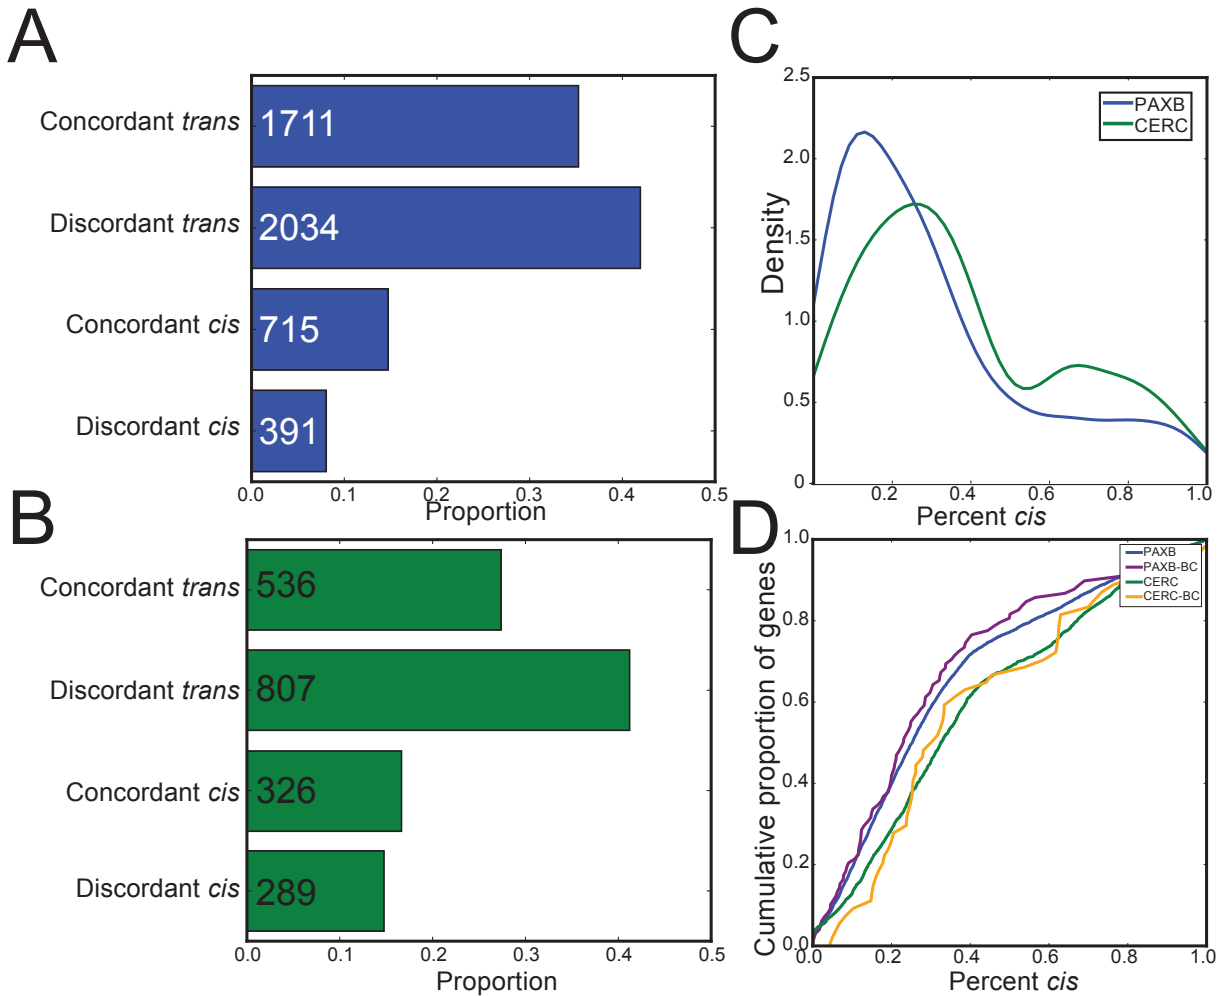 A
Concordant trans
1711
Discordant trans
2034
Concordant cis
715
Discordant cis
391
0.0 0.1 0.2 0.3 0.4 0.5
Proportion
B
Concordant trans
536
Discordant trans
807
Concordant cis
326
Discordant cis
289
0.0 0.1 0.2 0.3 0.4 0.5
Proportion
C
2.5
2.0
1.5
1.0
0.5
0
Density
PAXB
CERC
0.2 0.4 0.6 0.8 1.0
Percent cis
D
1.0
0.8
0.6
0.4
0.2
0.0
Cumulative proportion of genes
PAXB
PAXB-BC
CERC
CERC-BC
0.0 0.2 0.4 0.6 0.8 1.0
Percent cis